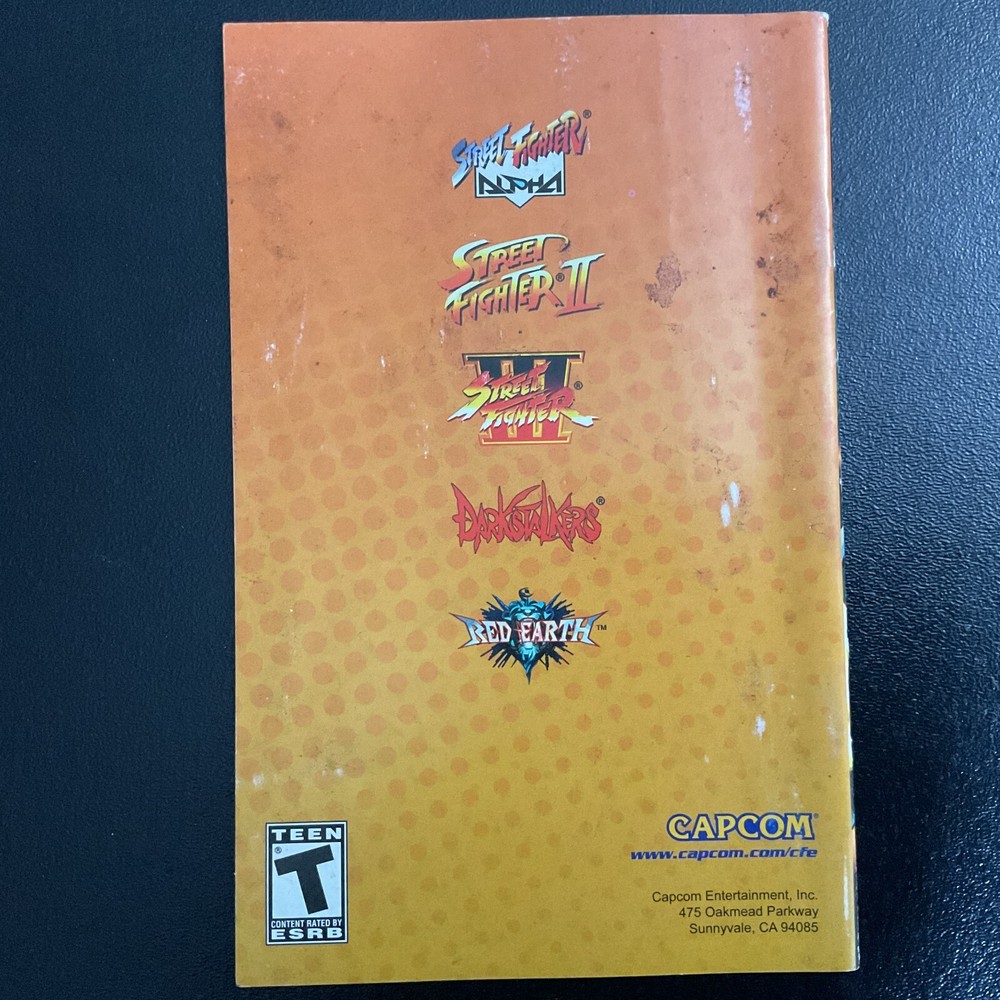 STREET FIGHTER®
ALPHA
STREET
FIGHTER® II
III
STREET
FIGHTER®
DARKSTALKERS®
RED EARTH™
CAPCOM®
www.capcom.com/cfe
Capcom Entertainment, Inc.
475 Oakmead Parkway
Sunnyvale, CA 94085
TEEN
®
T
CONTENT RATED BY
ESRB